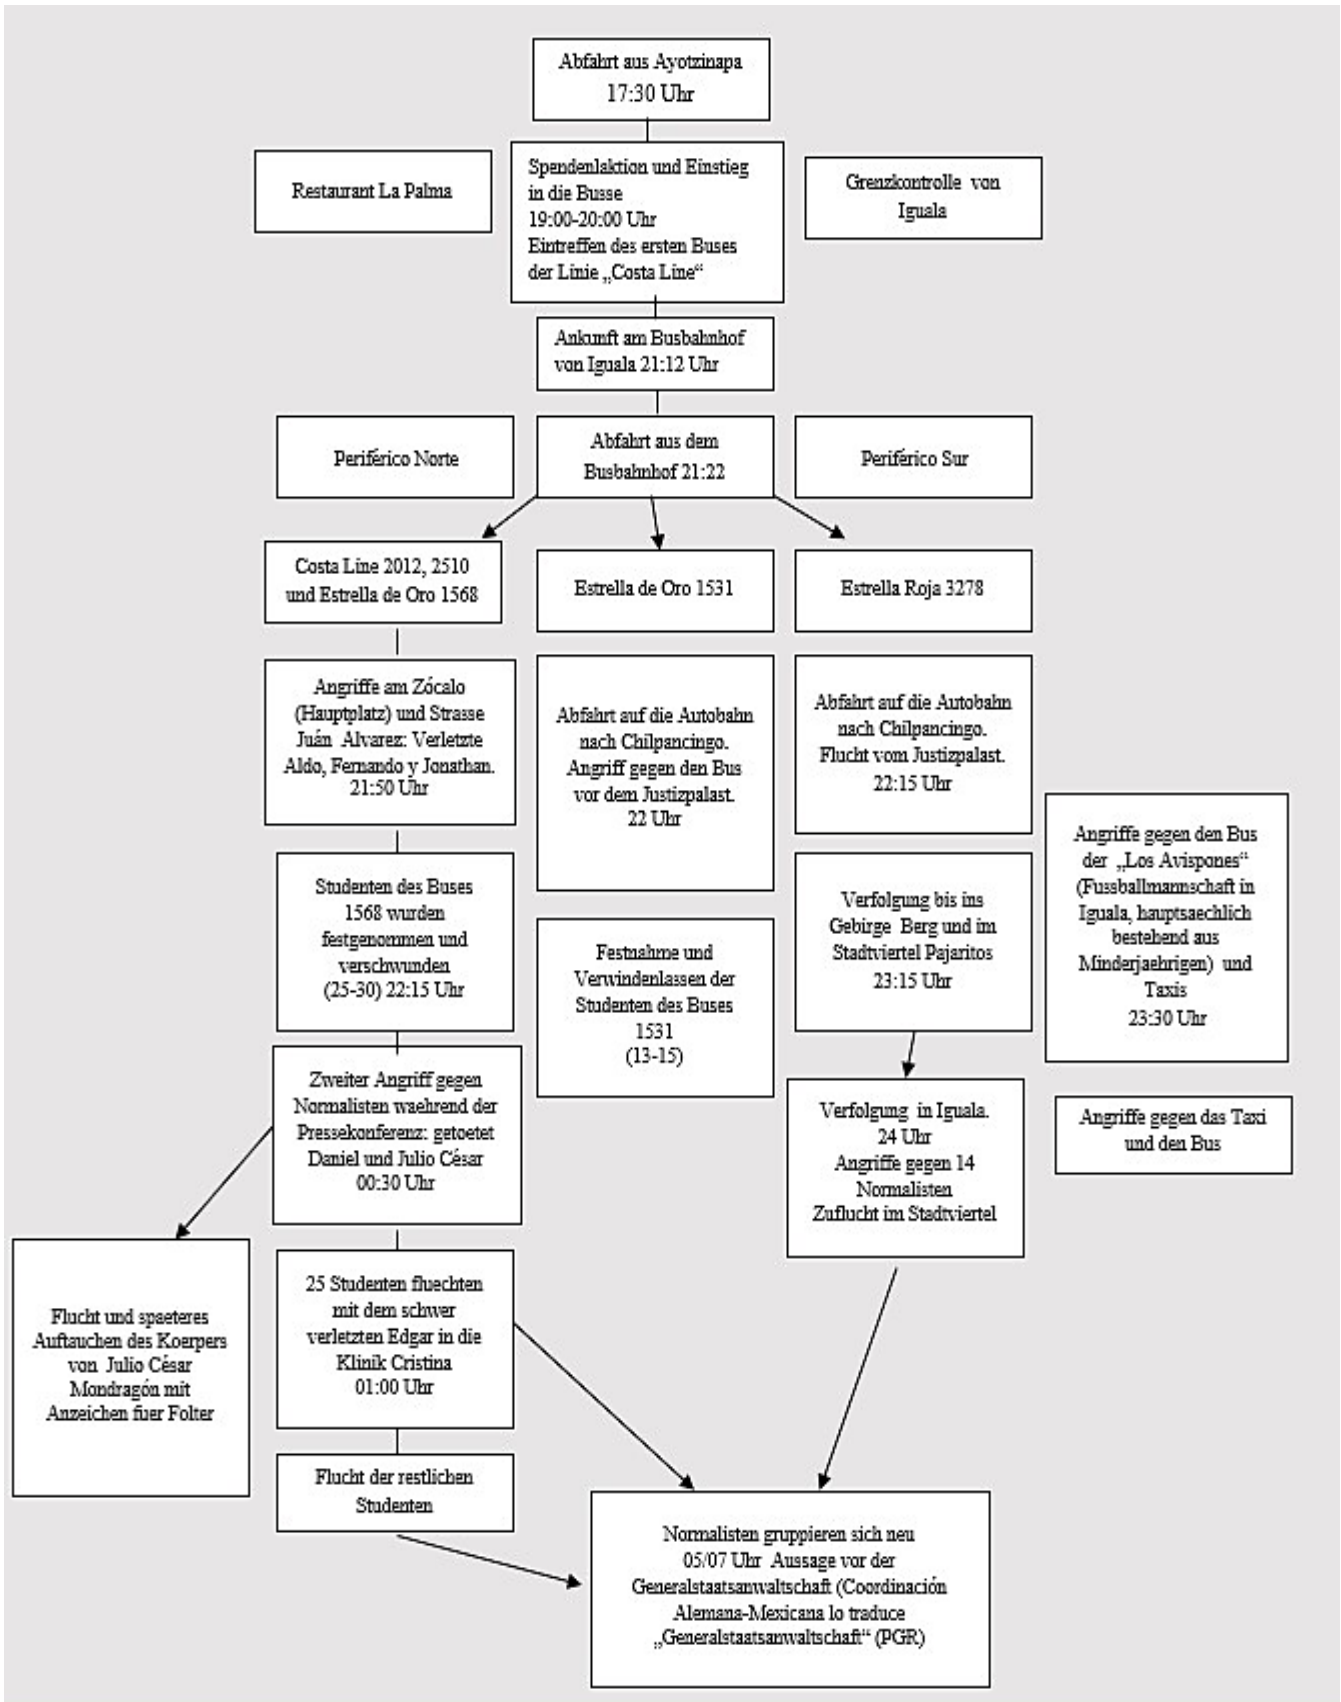 Abfahrt aus Ayotzinapa
17:30 Uhr
Restaurant La Palma
Spendenlaktion und Einstieg
in die Busse
19:00-20:00 Uhr
Eintreffen des ersten Buses
der Linie „Costa Line“
Grenzkontrolle von
Iguala
Ankunft am Busbahnhof
von Iguala 21:12 Uhr
Periférico Norte
Abfahrt aus dem
Busbahnhof 21:22
Periférico Sur
Costa Line 2012, 2510
und Estrella de Oro 1568
Estrella de Oro 1531
Estrella Roja 3278
Angriffe am Zócalo
(Hauptplatz) und Strasse
Juán Alvarez: Verletzte
Aldo, Fernando y Jonathan.
21:50 Uhr
Abfahrt auf die Autobahn
nach Chilpancingo.
Angriff gegen den Bus
vor dem Justizpalast.
22 Uhr
Abfahrt auf die Autobahn
nach Chilpancingo.
Flucht vom Justizpalast.
22:15 Uhr
Angriffe gegen den Bus
der „Los Avispones“
(Fussballmannschaft in
Iguala, hauptsaechlich
bestehend aus
Minderjaehrigen) und
Taxis
23:30 Uhr
Studenten des Buses
1568 wurden
festgenommen und
verschwunden
(25-30) 22:15 Uhr
Festnahme und
Verwindenlassen der
Studenten des Buses
1531
(13-15)
Verfolgung bis ins
Gebirge Berg und im
Stadtviertel Pajaritos
23:15 Uhr
Zweiter Angriff gegen
Normalisten waehrend der
Pressekonferenz: getoetet
Daniel und Julio César
00:30 Uhr
Verfolgung in Iguala.
24 Uhr
Angriffe gegen 14
Normalisten
Zuflucht im Stadtviertel
Angriffe gegen das Taxi
und den Bus
Flucht und spaeteres
Auftauchen des Koerpers
von Julio César
Mondragón mit
Anzeichen fuer Folter
25 Studenten fluechten
mit dem schwer
verletzten Edgar in die
Klinik Cristina
01:00 Uhr
Flucht der restlichen
Studenten
Normalisten gruppieren sich neu
05/07 Uhr Aussage vor der
Generalstaatsanwaltschaft (Coordinación
Alemana-Mexicana lo traduce
„Generalstaatsanwaltschaft“ (PGR)